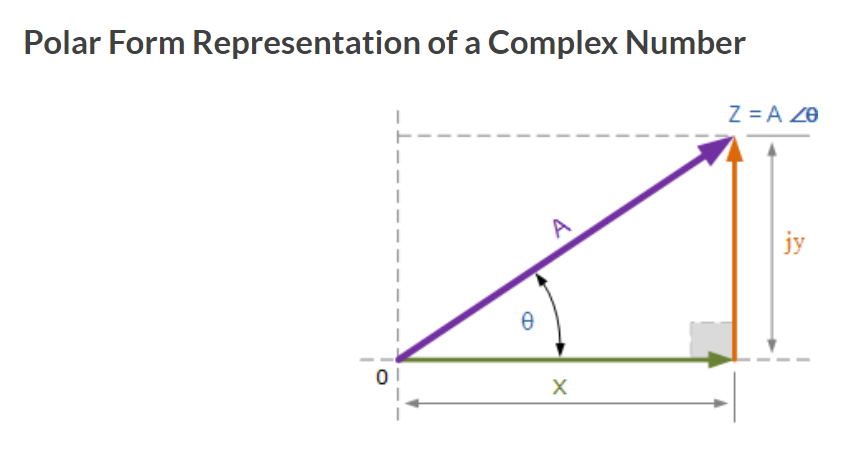 Polar Form Representation of a Complex Number
Z = A ∠θ
A
jy
θ
0
x